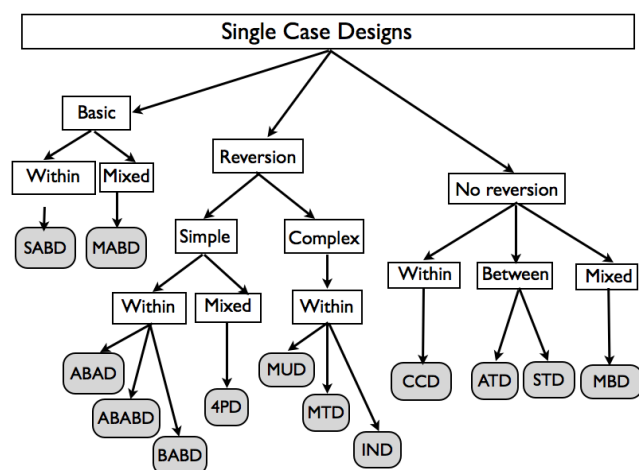 Single Case Designs
Basic
Reversion
No reversion
Within
Mixed
Simple
Complex
Within
Between
Mixed
SABD
MABD
Within
Mixed
Within
ABAD
ABABD
BABD
4PD
MUD
MTD
IND
CCD
ATD
STD
MBD